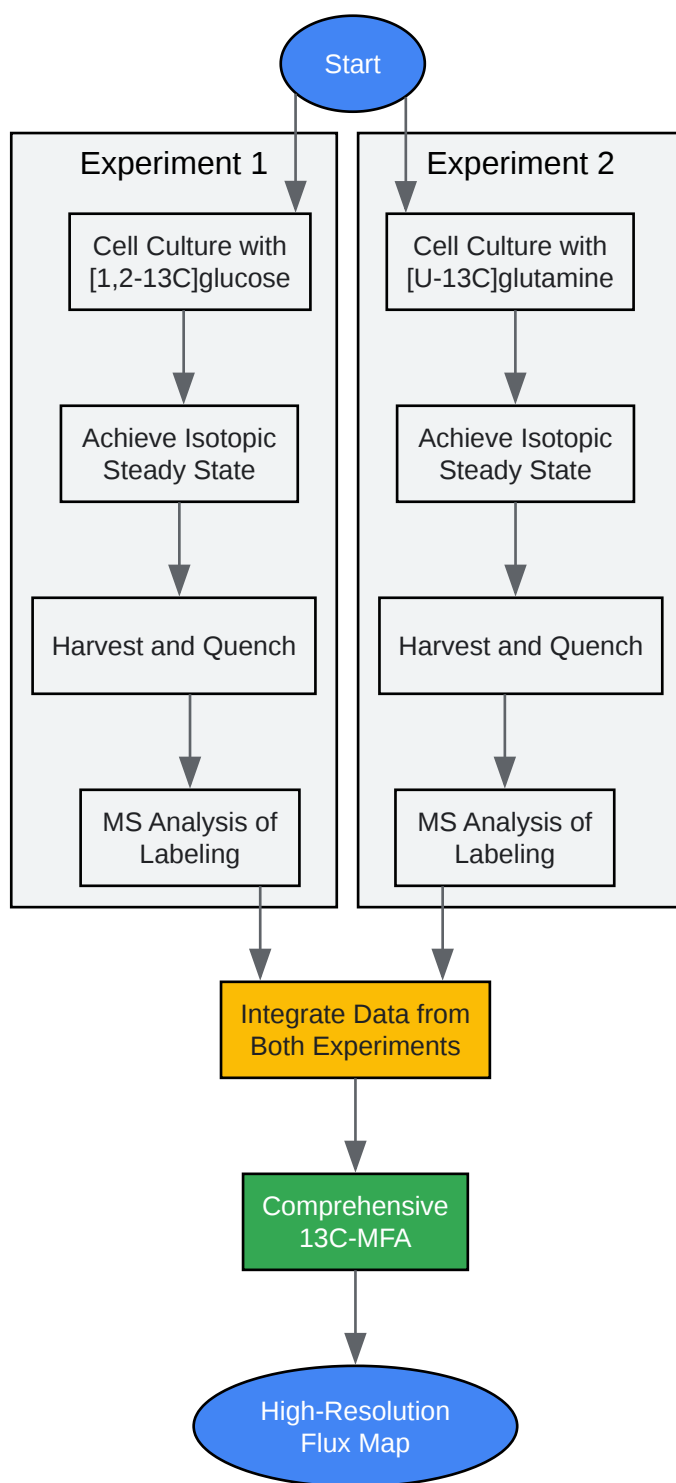 Start
Experiment 1
Cell Culture with
[1,2-13C]glucose
Achieve Isotopic
Steady State
Harvest and Quench
MS Analysis of
Labeling
Experiment 2
Cell Culture with
[U-13C]glutamine
Achieve Isotopic
Steady State
Harvest and Quench
MS Analysis of
Labeling
Integrate Data from
Both Experiments
Comprehensive
13C-MFA
High-Resolution
Flux Map